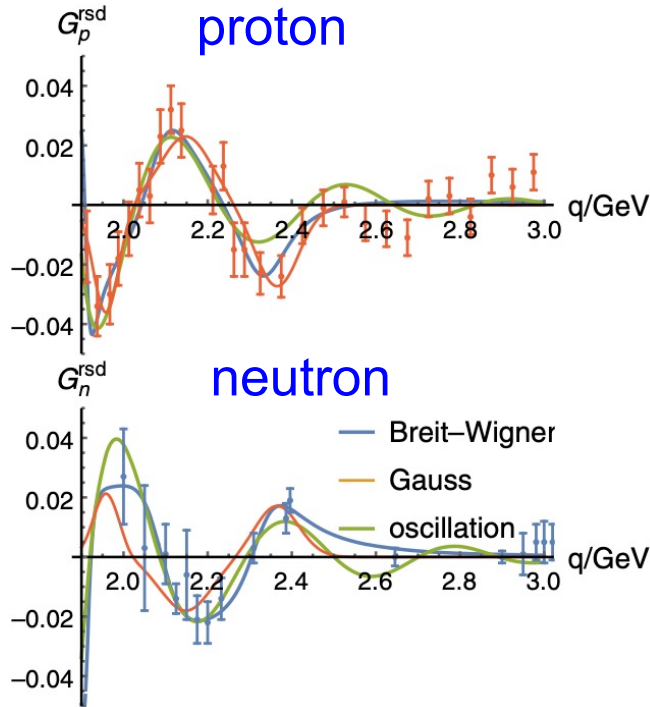 G_p^rsd
proton
0.04
0.02
2.0 2.2 2.4 2.6 2.8 3.0
q/GeV
−0.02
−0.04
G_n^rsd
neutron
0.04
Breit–Wigner
Gauss
0.02
oscillation
2.0 2.2 2.4 2.6 2.8 3.0
q/GeV
−0.02
−0.04